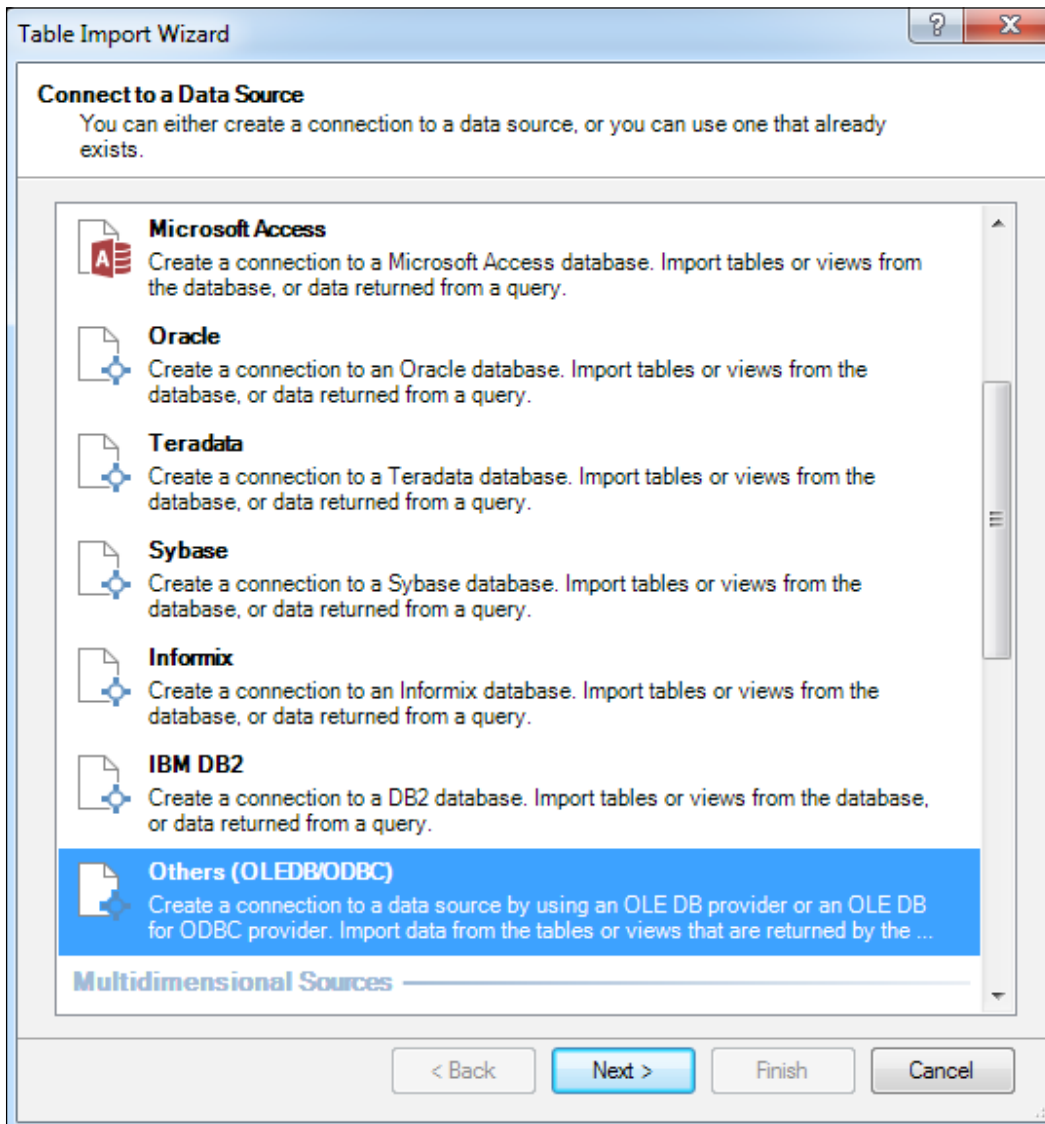 Table Import Wizard
Connect to a Data Source
You can either create a connection to a data source, or you can use one that already
exists.
Microsoft Access
Create a connection to a Microsoft Access database. Import tables or views from
the database, or data returned from a query.
Oracle
Create a connection to an Oracle database. Import tables or views from the
database, or data returned from a query.
Teradata
Create a connection to a Teradata database. Import tables or views from the
database, or data returned from a query.
Sybase
Create a connection to a Sybase database. Import tables or views from the
database, or data returned from a query.
Informix
Create a connection to an Informix database. Import tables or views from the
database, or data returned from a query.
IBM DB2
Create a connection to a DB2 database. Import tables or views from the database,
or data returned from a query.
Others (OLEDB/ODBC)
Create a connection to a data source by using an OLE DB provider or an OLE DB
for ODBC provider. Import data from the tables or views that are returned by the ...
Multidimensional Sources
< Back Next > Finish Cancel